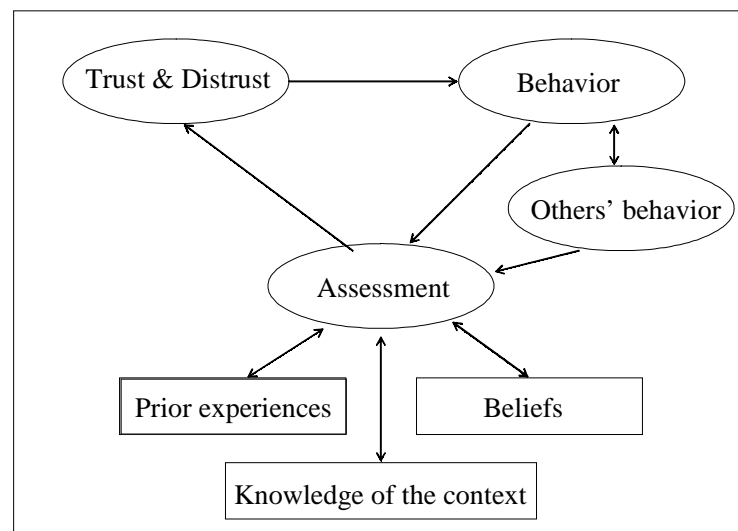 Trust & Distrust
Behavior
Others’ behavior
Assessment
Prior experiences
Beliefs
Knowledge of the context